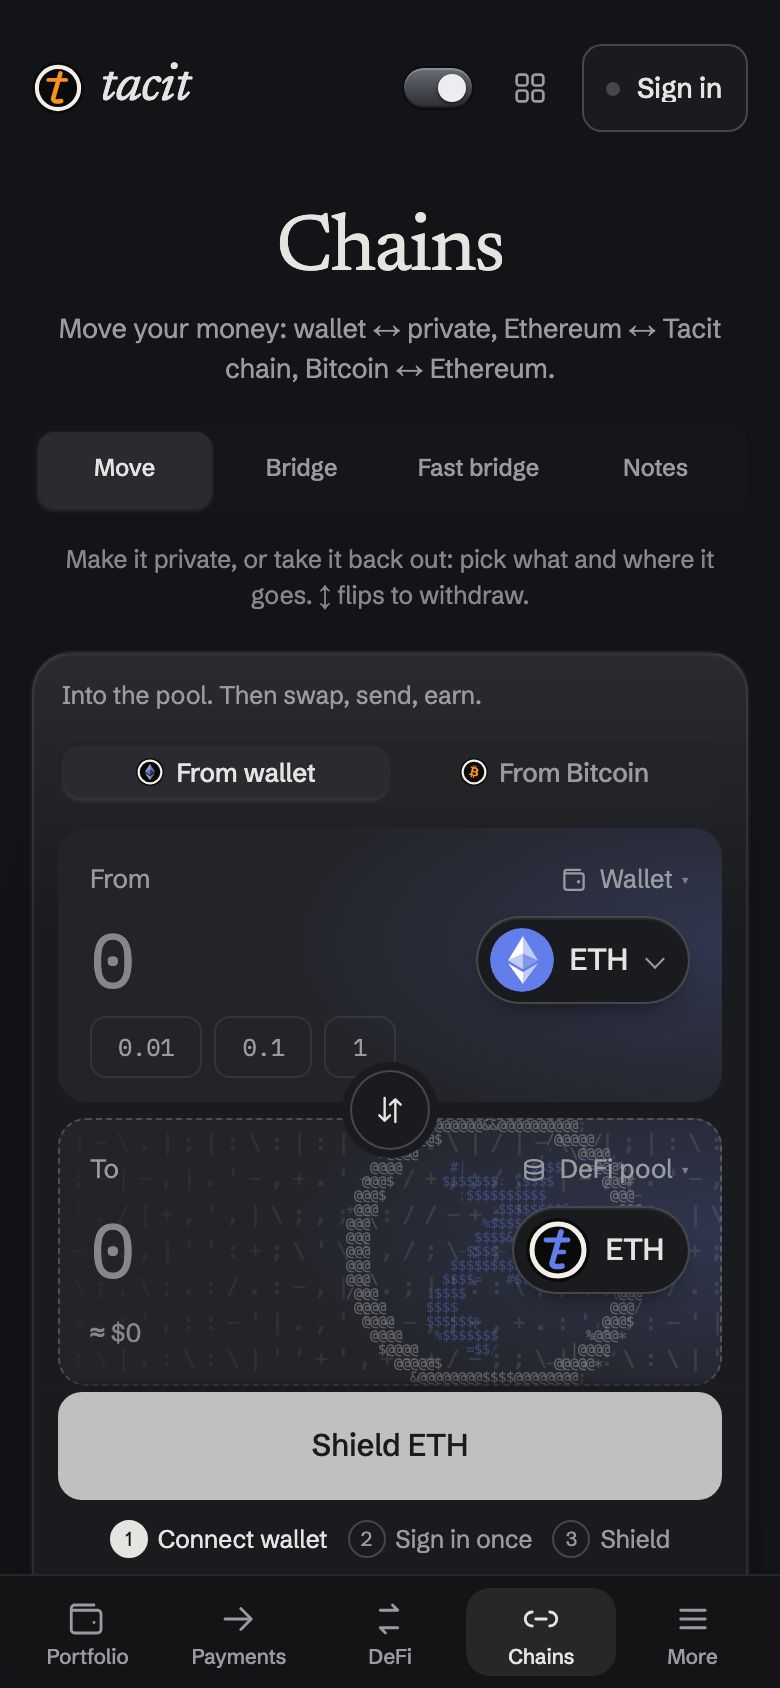 tacit
Sign in
Chains
Move your money: wallet ↔ private, Ethereum ↔ Tacit
chain, Bitcoin ↔ Ethereum.
Move Bridge Fast bridge Notes
Make it private, or take it back out: pick what and where it
goes. ↕ flips to withdraw.
Into the pool. Then swap, send, earn.
From wallet From Bitcoin
From Wallet
0 ETH
0.01 0.1 1
To DeFi pool
0 ETH
≈ $0
Shield ETH
1 Connect wallet 2 Sign in once 3 Shield
Portfolio Payments DeFi Chains More